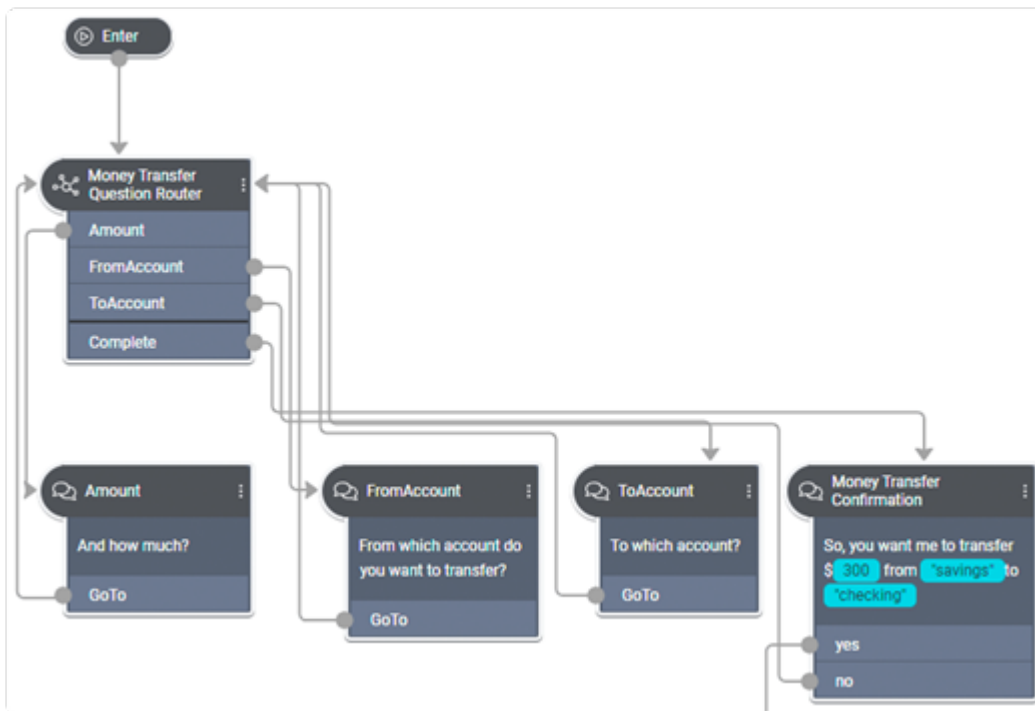 Enter
Money Transfer
Question Router
Amount
FromAccount
ToAccount
Complete
Amount
And how much?
GoTo
FromAccount
From which account do
you want to transfer?
GoTo
ToAccount
To which account?
GoTo
Money Transfer
Confirmation
So, you want me to transfer
$ 300 from "savings" to
"checking"
yes
no